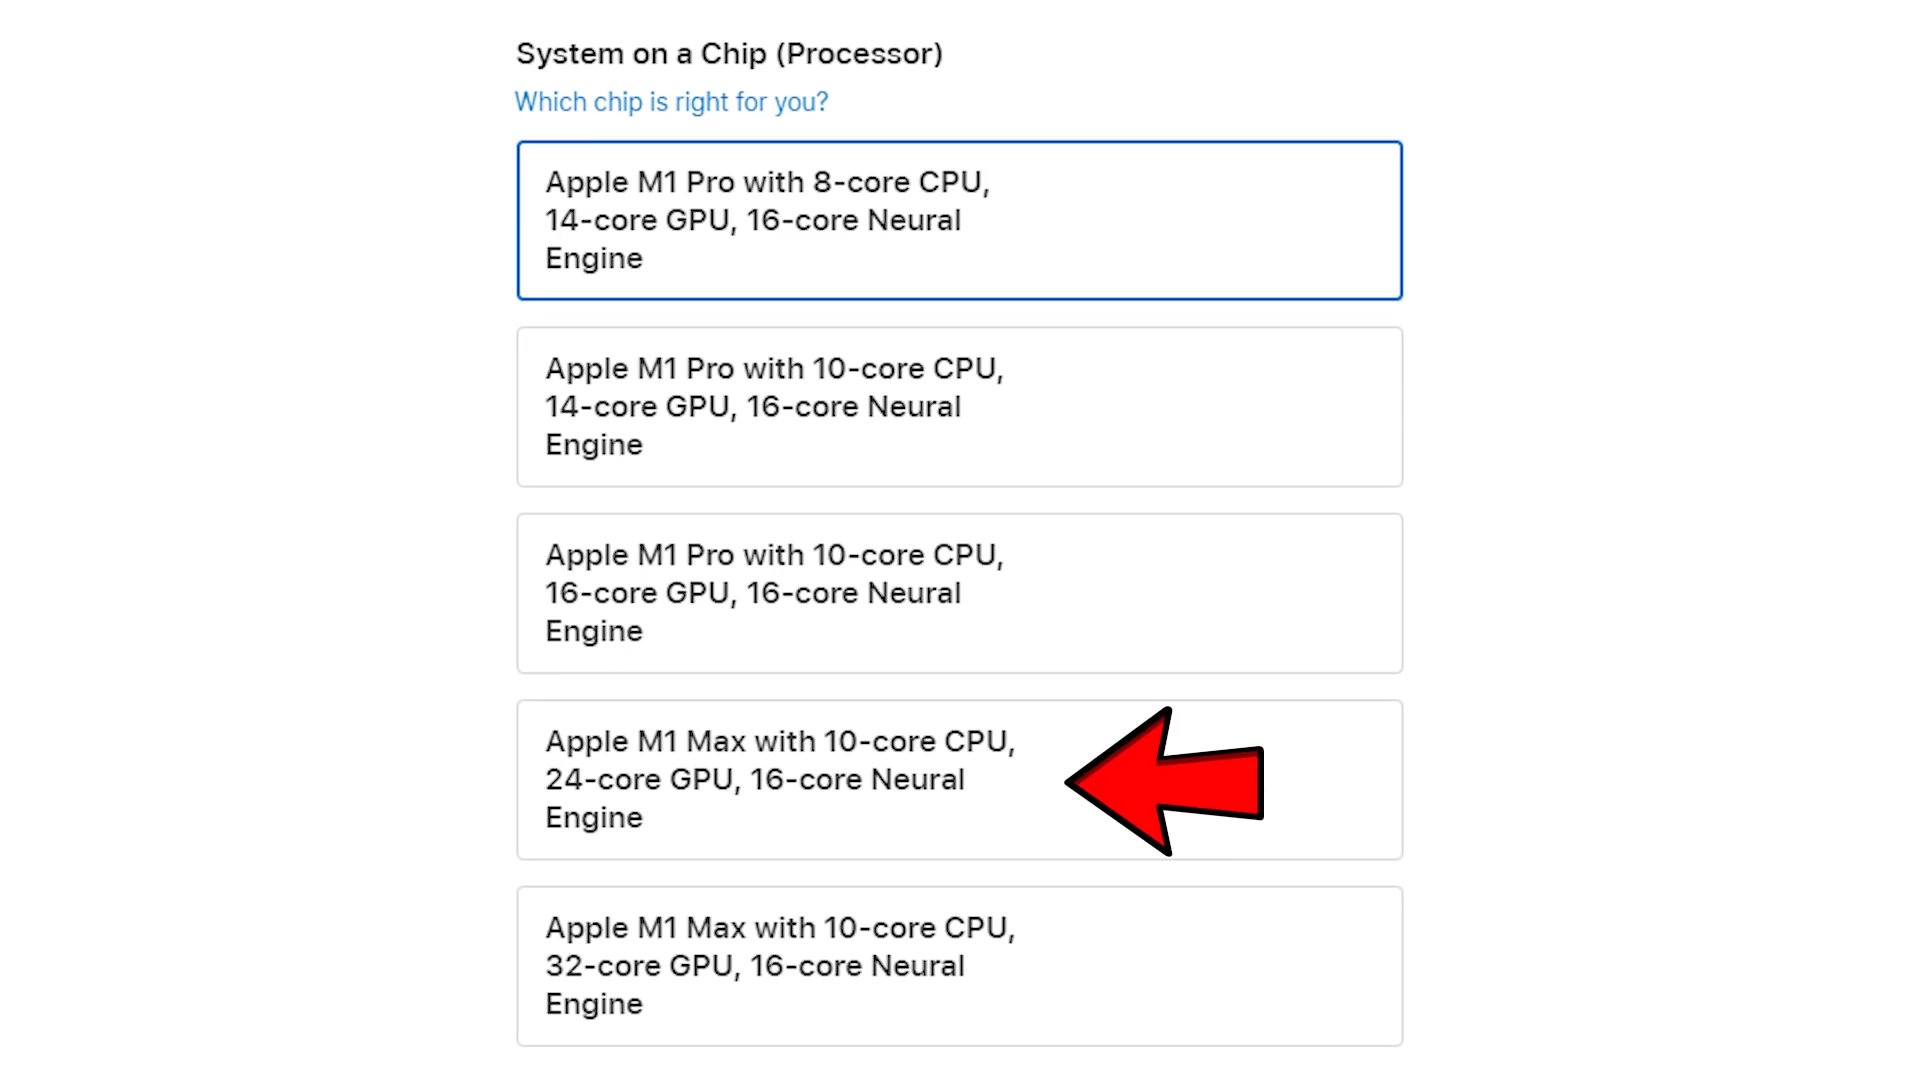 System on a Chip (Processor)
Which chip is right for you?
Apple M1 Pro with 8-core CPU,
14-core GPU, 16-core Neural
Engine
Apple M1 Pro with 10-core CPU,
14-core GPU, 16-core Neural
Engine
Apple M1 Pro with 10-core CPU,
16-core GPU, 16-core Neural
Engine
Apple M1 Max with 10-core CPU,
24-core GPU, 16-core Neural
Engine
Apple M1 Max with 10-core CPU,
32-core GPU, 16-core Neural
Engine